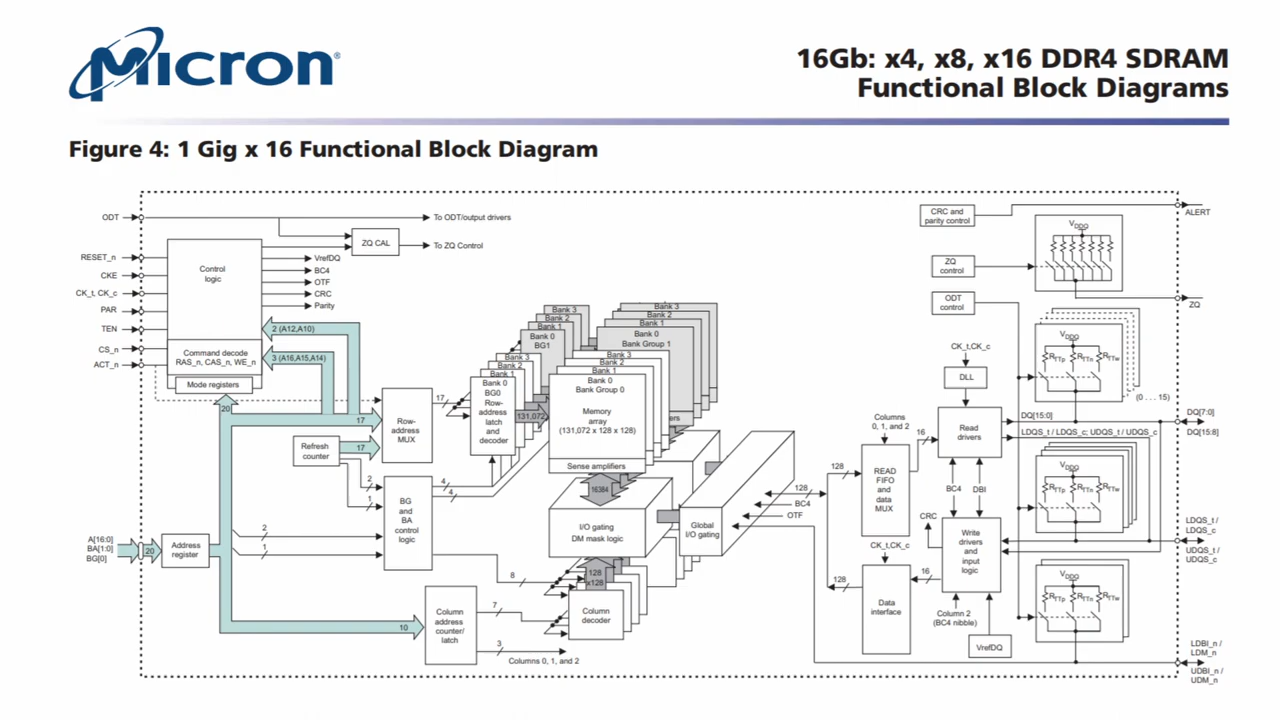 Micron®
16Gb: x4, x8, x16 DDR4 SDRAM
Functional Block Diagrams
Figure 4: 1 Gig x 16 Functional Block Diagram
ODT
To ODT/output drivers
ZQ CAL
To ZQ Control
RESET_n
CKE
CK_t, CK_c
PAR
TEN
CS_n
ACT_n
Control
logic
VrefDQ
BC4
OTF
CRC
Parity
2 (A12,A10)
3 (A16,A15,A14)
Command decode
RAS_n, CAS_n, WE_n
Mode registers
20
17
Row-
address
MUX
17
Refresh
counter
17
2
1
BG
and
BA
control
logic
4
4
2
1
A[16:0]
BA[1:0]
BG[0]
20
Address
register
10
Column
address
counter/
latch
7
3
Columns 0, 1, and 2
8
Bank 3
Bank 2
Bank 1
Bank 0
BG1
Bank 3
Bank 2
Bank 1
Bank 0
Bank Group 1
Bank 3
Bank 2
Bank 1
Bank 0
BG0
Row-
address
latch
and
decoder
131,072
Bank 3
Bank 2
Bank 1
Bank 0
Bank Group 0
Memory
array
(131,072 x 128 x 128)
Sense amplifiers
ers
16384
I/O gating
DM mask logic
128
x128
Column
decoder
Global
I/O gating
128
BC4
OTF
128
128
Columns
0, 1, and 2
READ
FIFO
and
data
MUX
16
CK_t,CK_c
Data
interface
16
CK_t,CK_c
DLL
Read
drivers
BC4
DBI
CRC
Write
drivers
and
input
logic
Column 2
(BC4 nibble)
VrefDQ
CRC and
parity control
ZQ
control
ODT
control
VDDQ
VDDQ
RTTp
RTTn
RTTw
(0 . . . 15)
DQ[15:0]
LDQS_t / LDQS_c; UDQS_t / UDQS_c
VDDQ
RTTp
RTTn
RTTw
VDDQ
RTTp
RTTn
RTTw
ALERT
ZQ
DQ[7:0]
DQ[15:8]
LDQS_t /
LDQS_c
UDQS_t /
UDQS_c
LDBI_n /
LDM_n
UDBI_n /
UDM_n